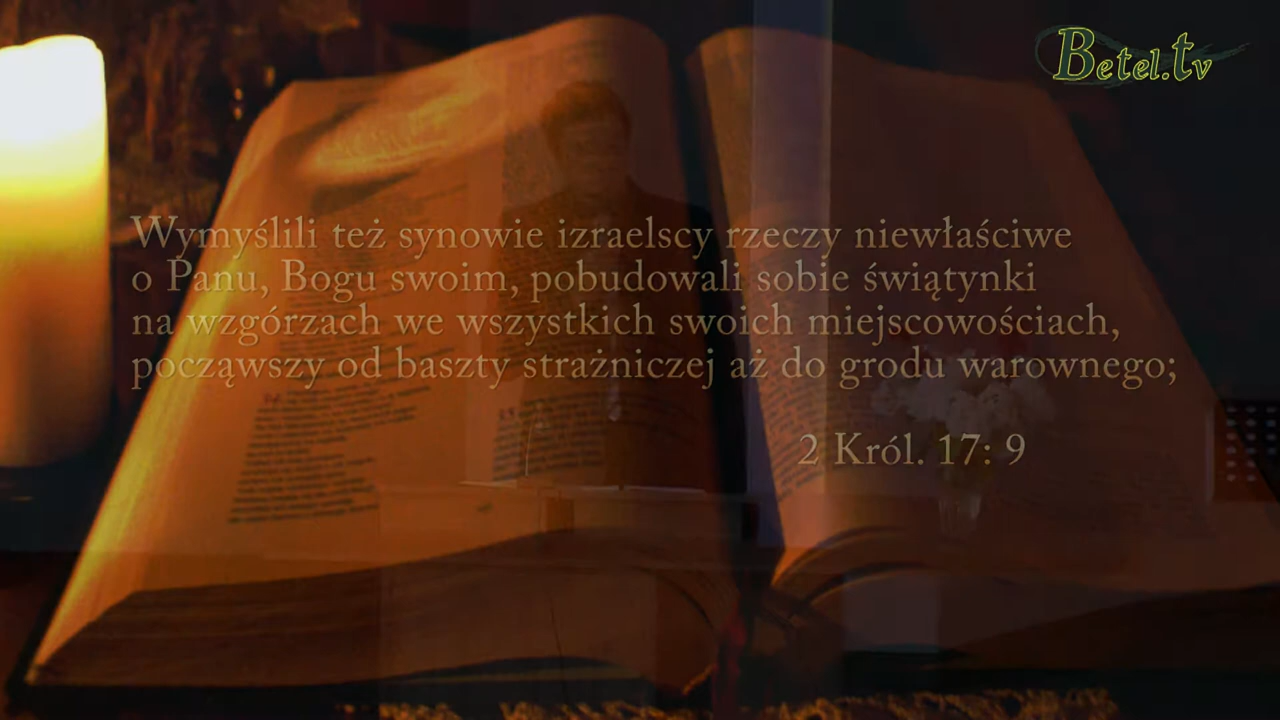 Betel.tv
Wymyślili też synowie izraelscy rzeczy niewłaściwe
o Panu, Bogu swoim, pobudowali sobie świątynki
na wzgórzach we wszystkich swoich miejscowościach,
począwszy od baszty strażniczej aż do grodu warownego;
2 Król. 17: 9